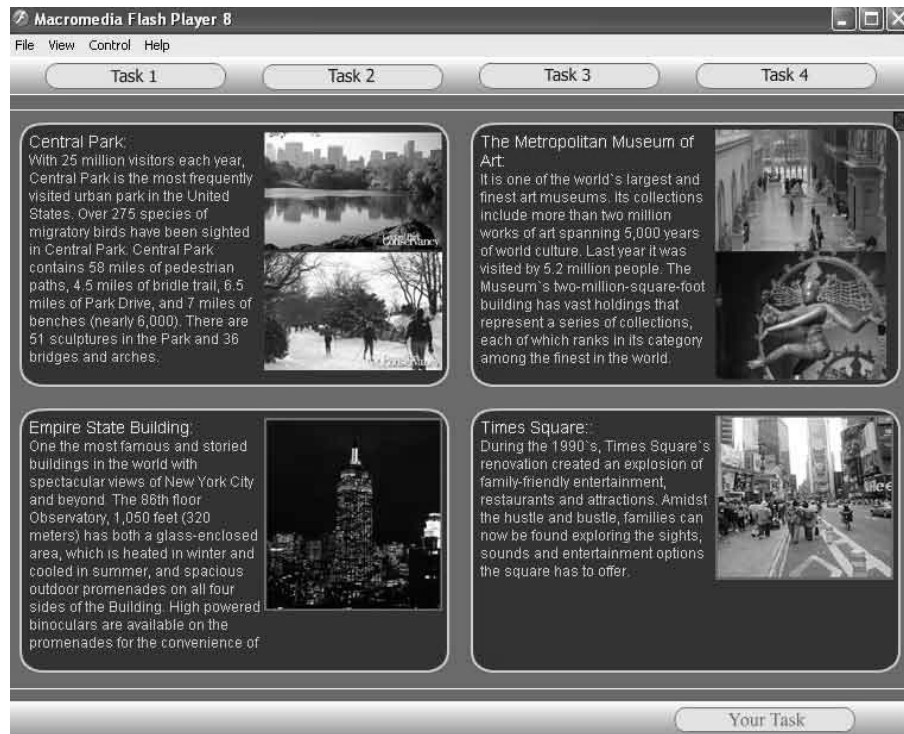 Macromedia Flash Player 8
File View Control Help
Task 1 Task 2 Task 3 Task 4
Central Park:
With 25 million visitors each year,
Central Park is the most frequently
visited urban park in the United
States. Over 275 species of
migratory birds have been sighted
in Central Park. Central Park
contains 58 miles of pedestrian
paths, 4.5 miles of bridle trail, 6.5
miles of Park Drive, and 7 miles of
benches (nearly 6,000). There are
51 sculptures in the Park and 36
bridges and arches.
Conservancy
Conservancy
The Metropolitan Museum of
Art:
It is one of the world`s largest and
finest art museums. Its collections
include more than two million
works of art spanning 5,000 years
of world culture. Last year it was
visited by 5.2 million people. The
Museum`s two-million-square-foot
building has vast holdings that
represent a series of collections,
each of which ranks in its category
among the finest in the world.
Empire State Building:
One the most famous and storied
buildings in the world with
spectacular views of New York City
and beyond. The 86th floor
Observatory, 1,050 feet (320
meters) has both a glass-enclosed
area, which is heated in winter and
cooled in summer, and spacious
outdoor promenades on all four
sides of the Building. High powered
binoculars are available on the
promenades for the convenience of
Times Square::
During the 1990`s, Times Square`s
renovation created an explosion of
family-friendly entertainment,
restaurants and attractions. Amidst
the hustle and bustle, families can
now be found exploring the sights,
sounds and entertainment options
the square has to offer.
Your Task